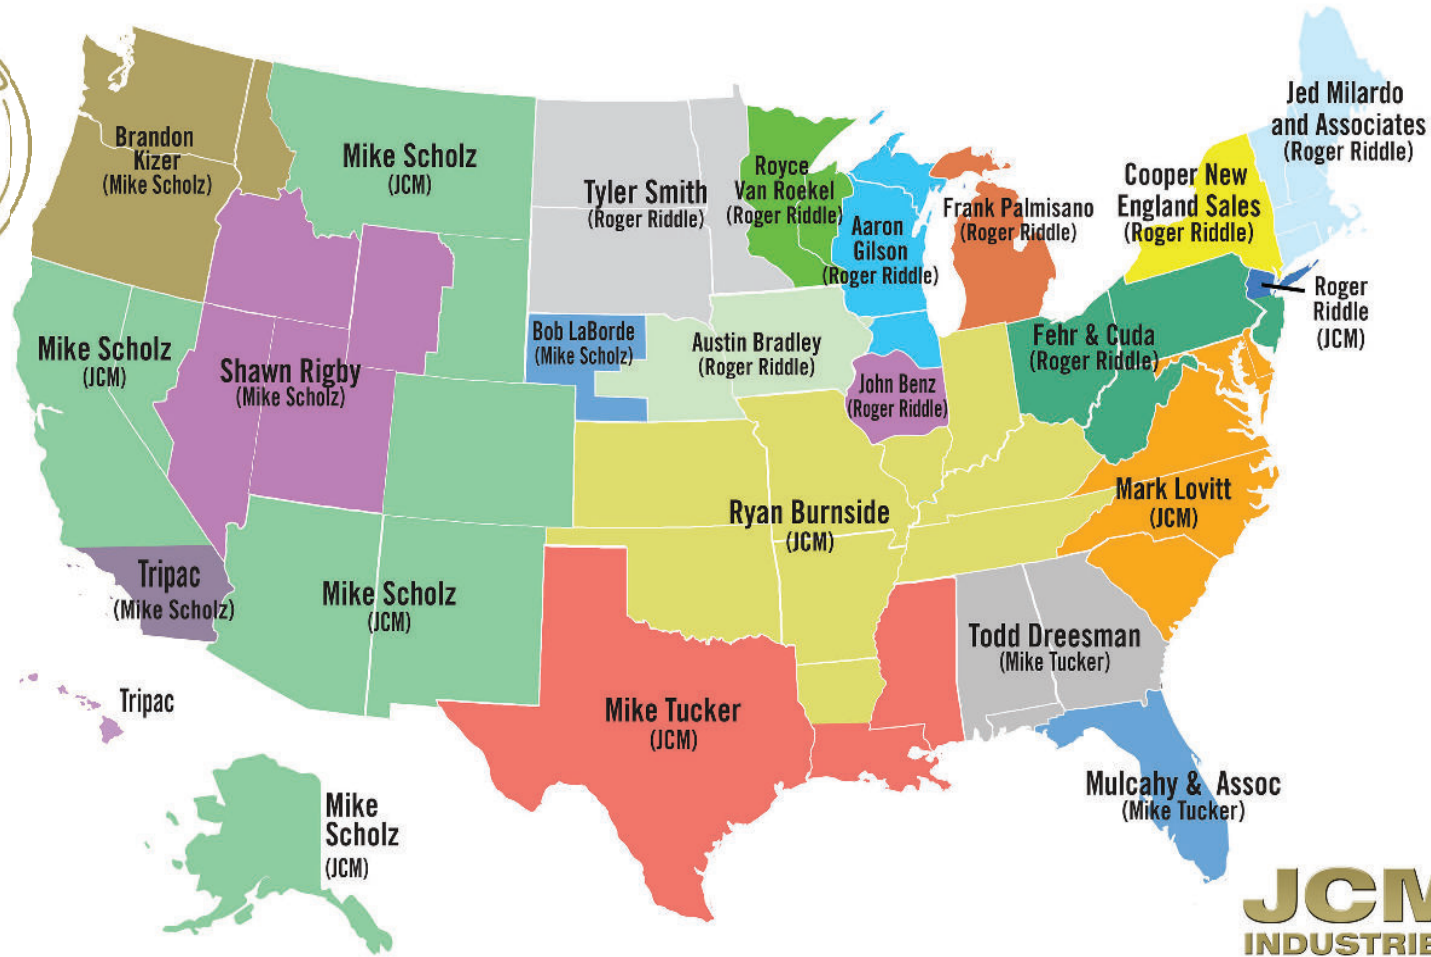 Jed Milardo
and Associates
(Roger Riddle)
Brandon
Kizer
(Mike Scholz)
Mike Scholz
(JCM)
Tyler Smith
(Roger Riddle)
Royce
Van Roekel
(Roger Riddle)
Aaron
Gilson
(Roger Riddle)
Frank Palmisano
(Roger Riddle)
Cooper New
England Sales
(Roger Riddle)
Roger
Riddle
(JCM)
Mike Scholz
(JCM)
Shawn Rigby
(Mike Scholz)
Bob LaBorde
(Mike Scholz)
Austin Bradley
(Roger Riddle)
John Benz
(Roger Riddle)
Fehr & Cuda
(Roger Riddle)
Ryan Burnside
(JCM)
Mark Lovitt
(JCM)
Tripac
(Mike Scholz)
Mike Scholz
(JCM)
Todd Dreesman
(Mike Tucker)
Tripac
Mike Tucker
(JCM)
Mulcahy & Assoc
(Mike Tucker)
Mike
Scholz
(JCM)
JCM
INDUSTRIE